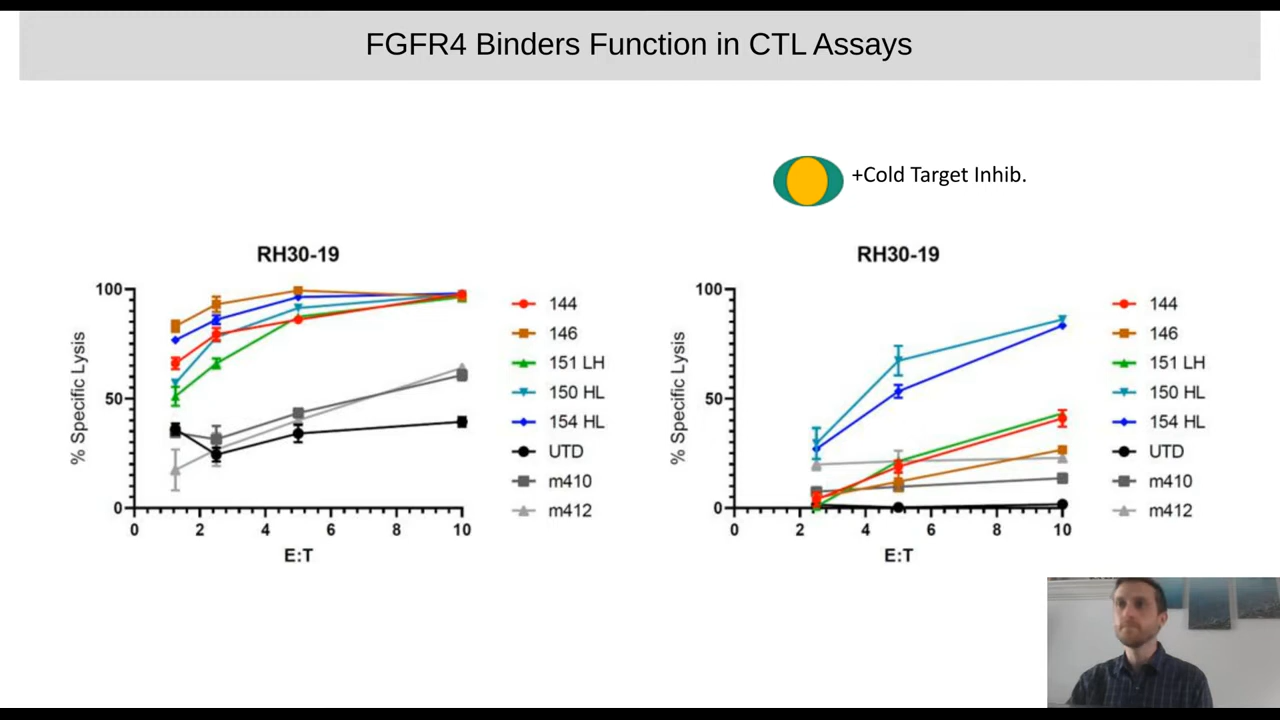 FGFR4 Binders Function in CTL Assays
+Cold Target Inhib.
RH30-19
% Specific Lysis
100
50
0
0 2 4 6 8 10
E:T
144
146
151 LH
150 HL
154 HL
UTD
m410
m412
RH30-19
% Specific Lysis
100
50
0
0 2 4 6 8 10
E:T
144
146
151 LH
150 HL
154 HL
UTD
m410
m412